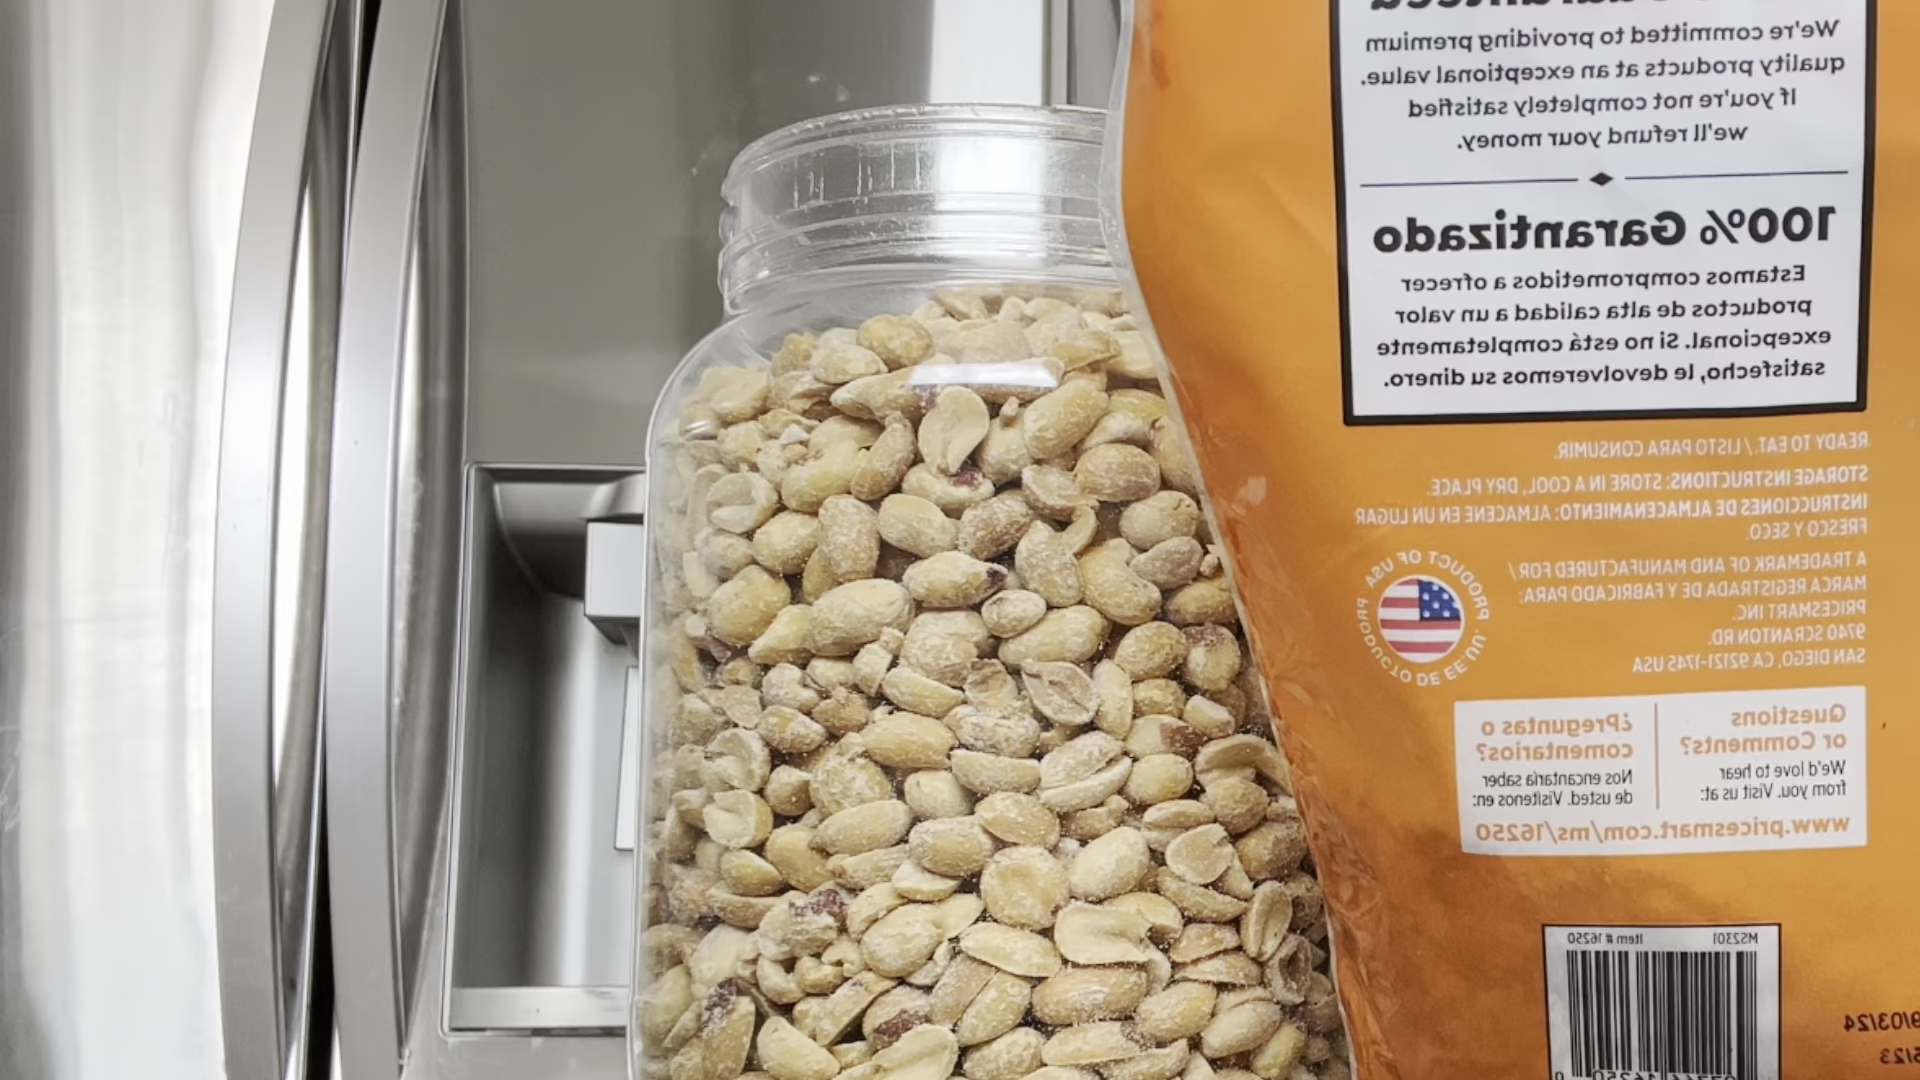 We're committed to providing premium
quality products at an exceptional value.
If you're not completely satisfied
we'll refund your money.
100% Garantizado
Estamos comprometidos a ofrecer
productos de alta calidad a un valor
excepcional. Si no está completamente
satisfecho, le devolveremos su dinero.
READY TO EAT. / LISTO PARA CONSUMIR.
STORAGE INSTRUCTIONS: STORE IN A COOL, DRY PLACE.
INSTRUCCIONES DE ALMACENAMIENTO: ALMACENE EN UN LUGAR
FRESCO Y SECO.
A TRADEMARK OF AND MANUFACTURED FOR /
MARCA REGISTRADA DE Y FABRICADO PARA:
PRICESMART INC.
9740 SCRANTON RD.
SAN DIEGO, CA 92121-1745 USA
PRODUCT OF USA
PRODUCTO DE EE.UU.
Questions
or Comments?
We'd love to hear
from you. Visit us at:
¿Preguntas o
comentarios?
Nos encantaría saber
de usted. Visítenos en:
www.pricesmart.com/ms/16250
MS2301 Item # 16250